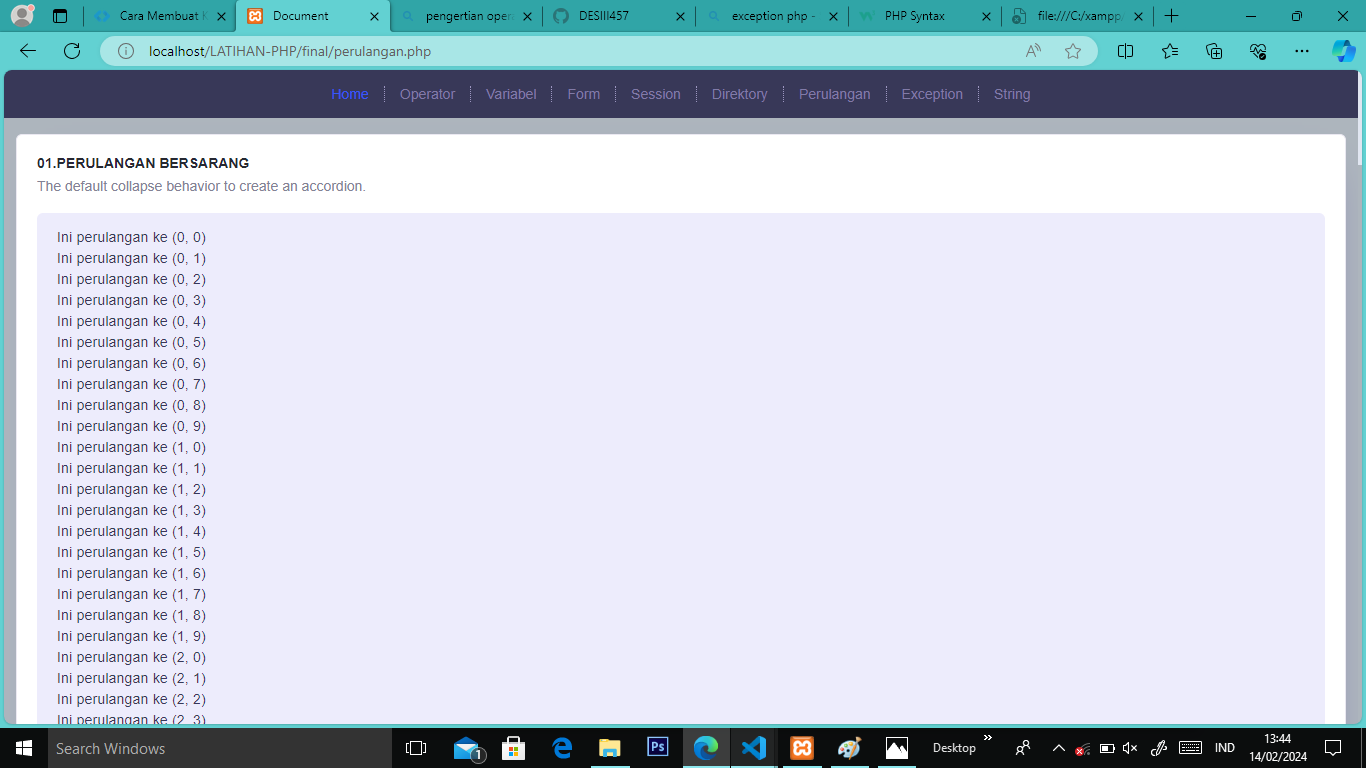 Cara Membuat K
Document
pengertian oper
DESIII457
exception php -
PHP Syntax
file:///C:/xampp/
localhost/LATIHAN-PHP/final/perulangan.php
Home Operator Variabel Form Session Direktory Perulangan Exception String
01.PERULANGAN BERSARANG
The default collapse behavior to create an accordion.
Ini perulangan ke (0, 0)
Ini perulangan ke (0, 1)
Ini perulangan ke (0, 2)
Ini perulangan ke (0, 3)
Ini perulangan ke (0, 4)
Ini perulangan ke (0, 5)
Ini perulangan ke (0, 6)
Ini perulangan ke (0, 7)
Ini perulangan ke (0, 8)
Ini perulangan ke (0, 9)
Ini perulangan ke (1, 0)
Ini perulangan ke (1, 1)
Ini perulangan ke (1, 2)
Ini perulangan ke (1, 3)
Ini perulangan ke (1, 4)
Ini perulangan ke (1, 5)
Ini perulangan ke (1, 6)
Ini perulangan ke (1, 7)
Ini perulangan ke (1, 8)
Ini perulangan ke (1, 9)
Ini perulangan ke (2, 0)
Ini perulangan ke (2, 1)
Ini perulangan ke (2, 2)
Ini perulangan ke (2, 3)
Search Windows
1
Ps
Desktop
IND
13:44
14/02/2024